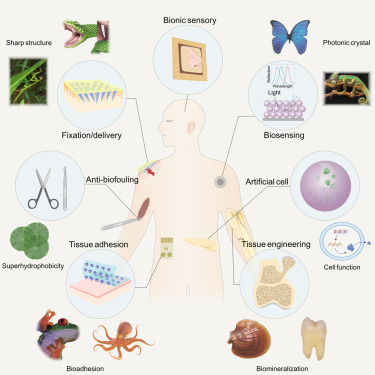 Bionic sensory
Sharp structure
Photonic crystal
Reflection
Wavelength
Light
Fixation/delivery
Biosensing
Anti-biofouling
Artificial cell
Superhydrophobicity
Tissue adhesion
Tissue engineering
Cell function
Bioadhesion
Biomineralization